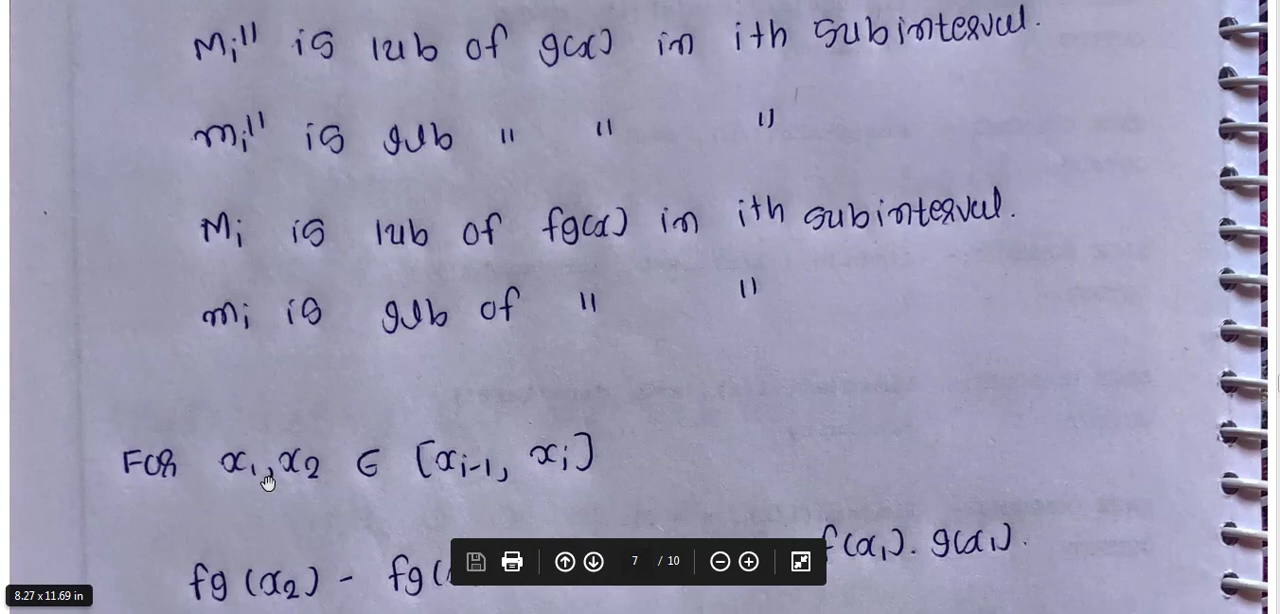 Mi'' is lub of g(x) in ith subinterval.
mi'' is glb " " "
Mi is lub of fg(x) in ith subinterval.
mi is glb of " "
For x1, x2 ∈ [xi-1, xi]
fg(x2) - fg( f(x1). g(x1).
7 / 10
8.27 x 11.69 in